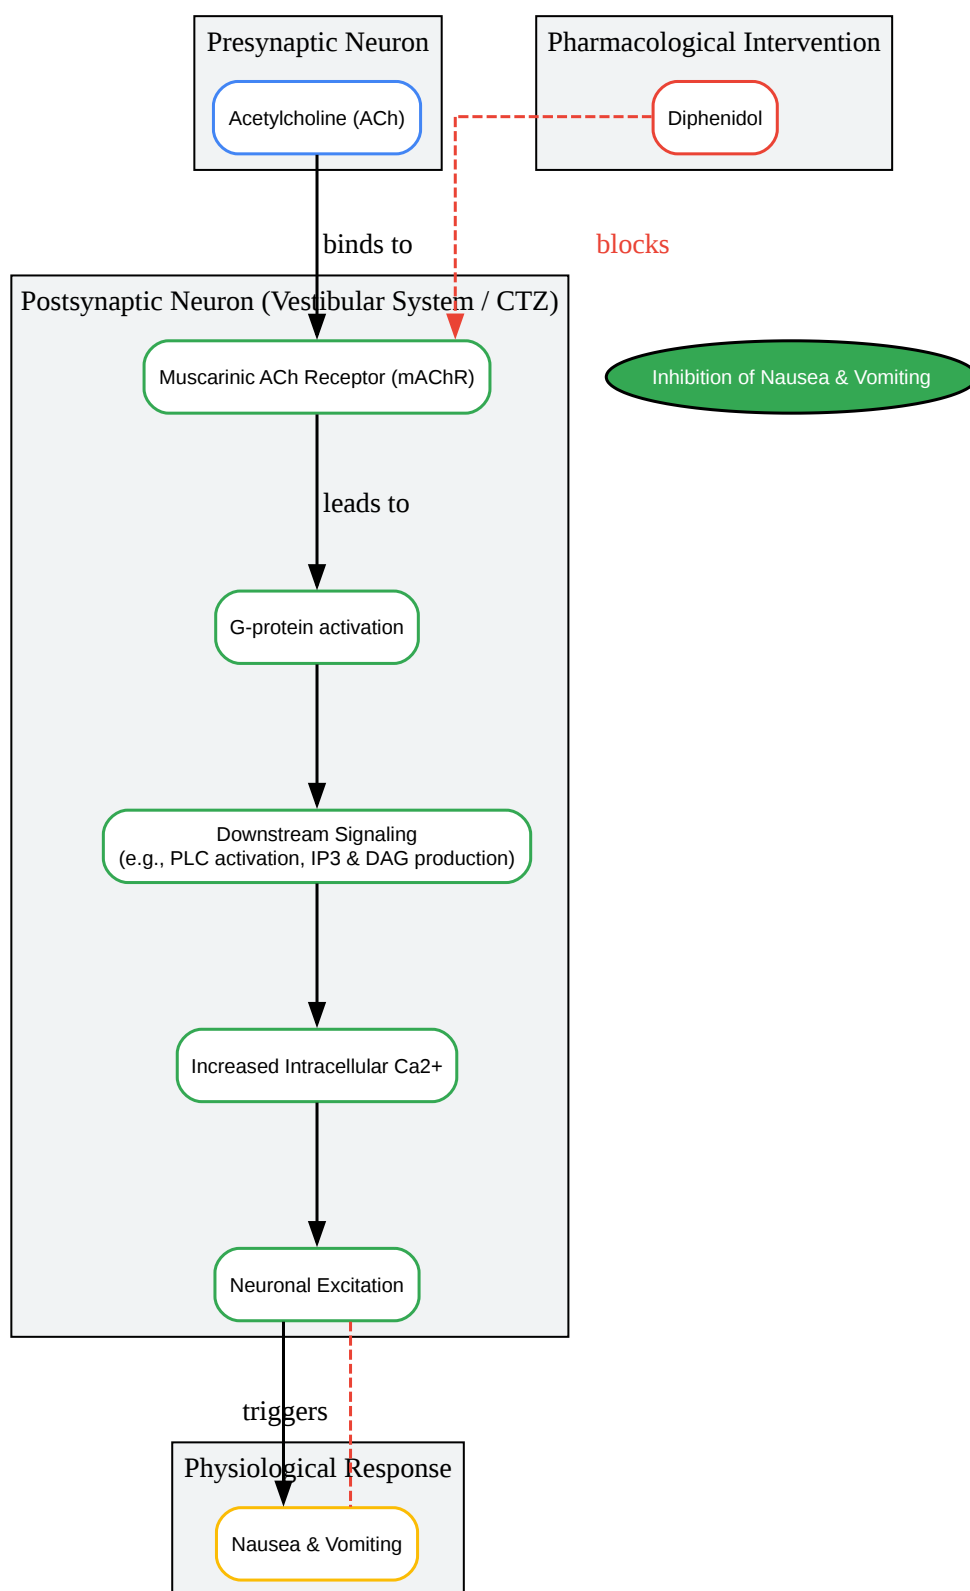 Presynaptic Neuron
Pharmacological Intervention
Acetylcholine (ACh)
Diphenidol
binds to
blocks
Postsynaptic Neuron (Vestibular System / CTZ)
Muscarinic ACh Receptor (mAChR)
Inhibition of Nausea & Vomiting
leads to
G-protein activation
Downstream Signaling
(e.g., PLC activation, IP3 & DAG production)
Increased Intracellular Ca2+
Neuronal Excitation
triggers
Physiological Response
Nausea & Vomiting